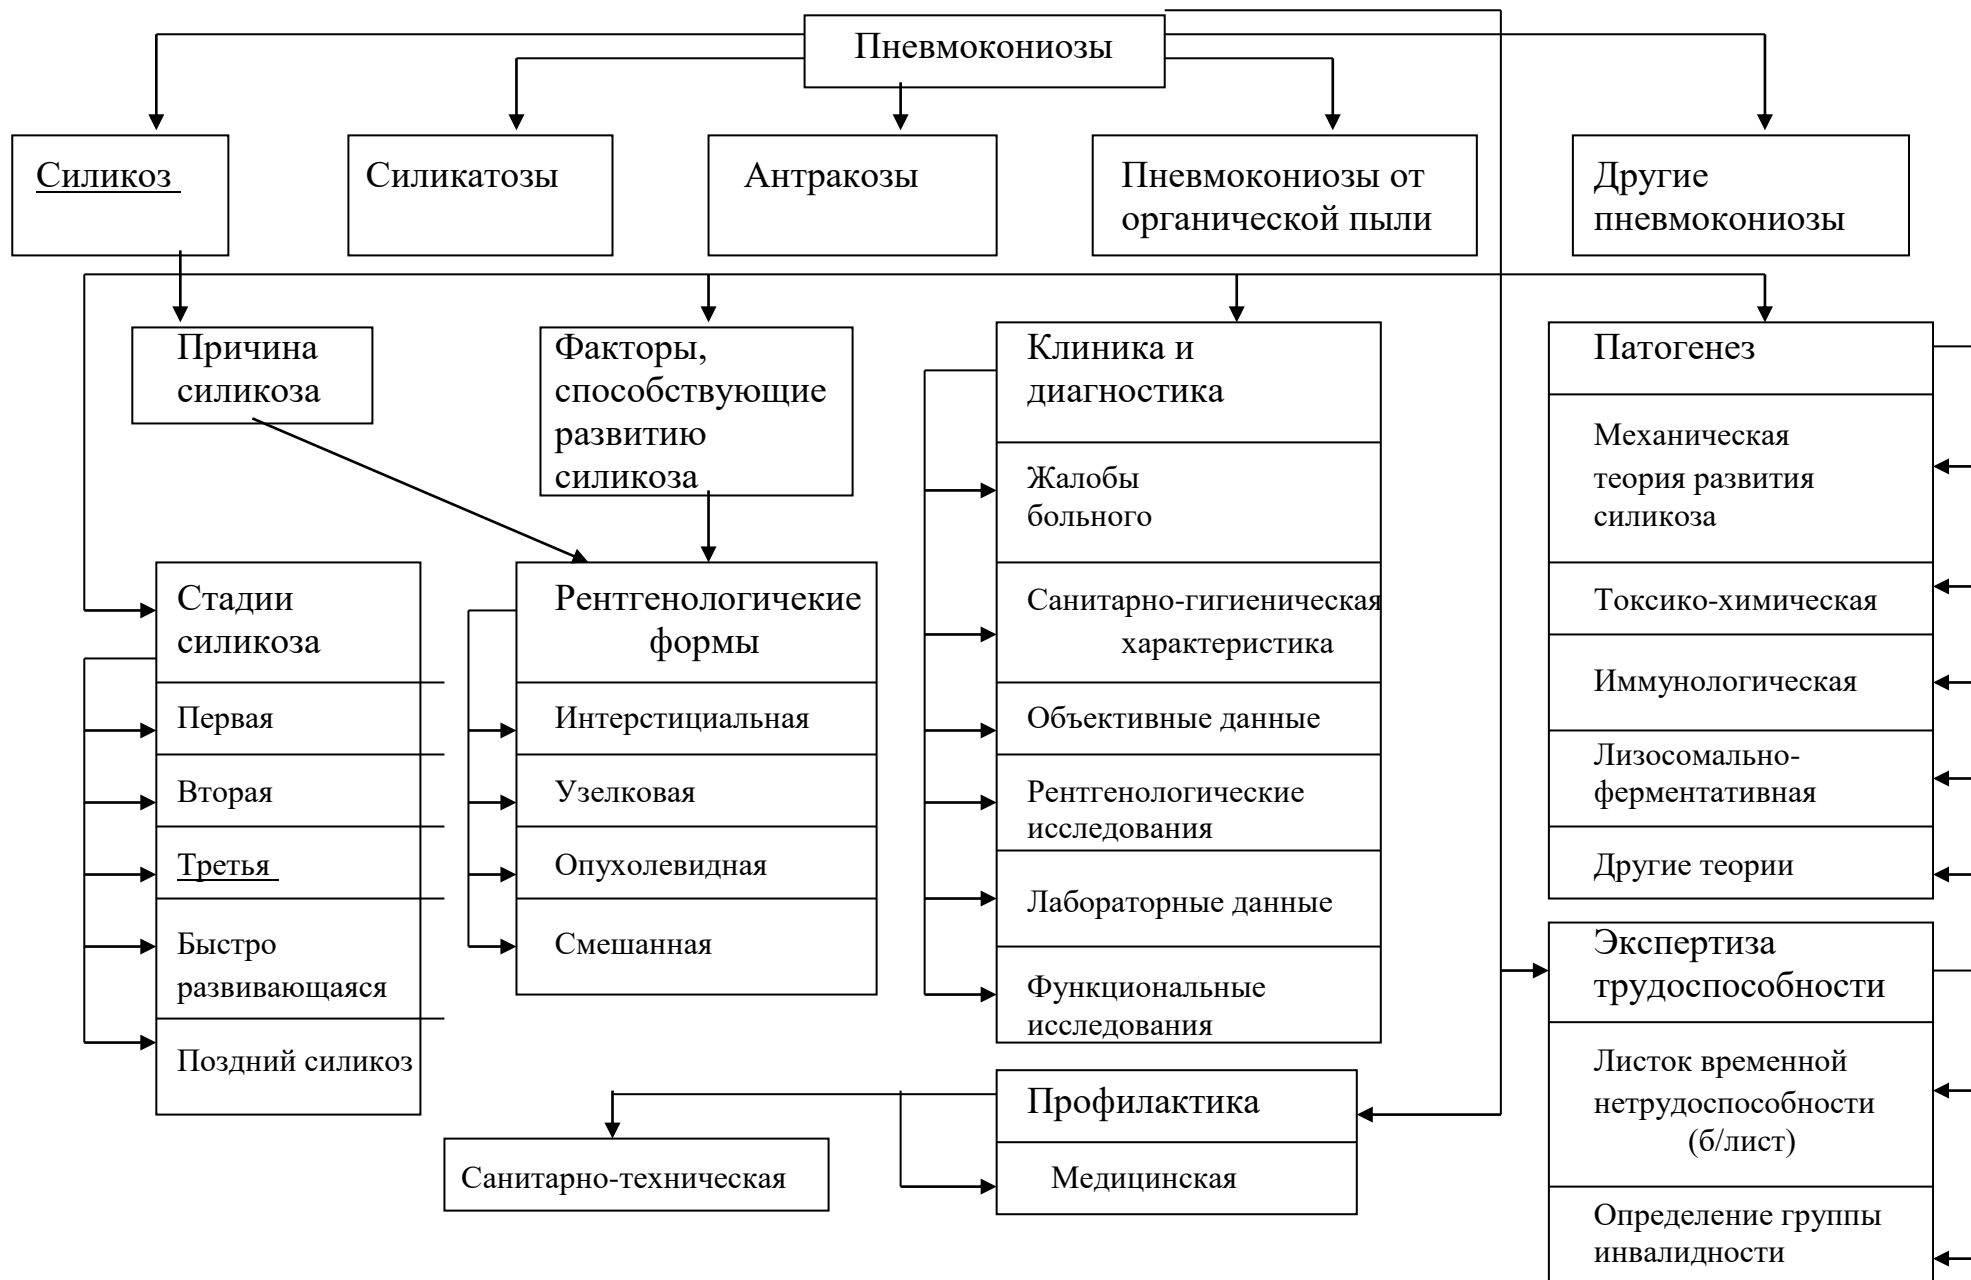 Пневмокониозы
Силикоз
Силикатозы
Антракозы
Пневмокониозы от
органической пыли
Другие
пневмокониозы
Причина
силикоза
Факторы,
способствующие
развитию
силикоза
Клиника и
диагностика
Жалобы
больного
Санитарно-гигиеническая
характеристика
Объективные данные
Рентгенологические
исследования
Лабораторные данные
Функциональные
исследования
Патогенез
Механическая
теория развития
силикоза
Токсико-химическая
Иммунологическая
Лизосомально-
ферментативная
Другие теории
Стадии
силикоза
Первая
Вторая
Третья
Быстро
развивающаяся
Поздний силикоз
Рентгенологичекие
формы
Интерстициальная
Узелковая
Опухолевидная
Смешанная
Экспертиза
трудоспособности
Листок временной
нетрудоспособности
(б/лист)
Определение группы
инвалидности
Профилактика
Медицинская
Санитарно-техническая